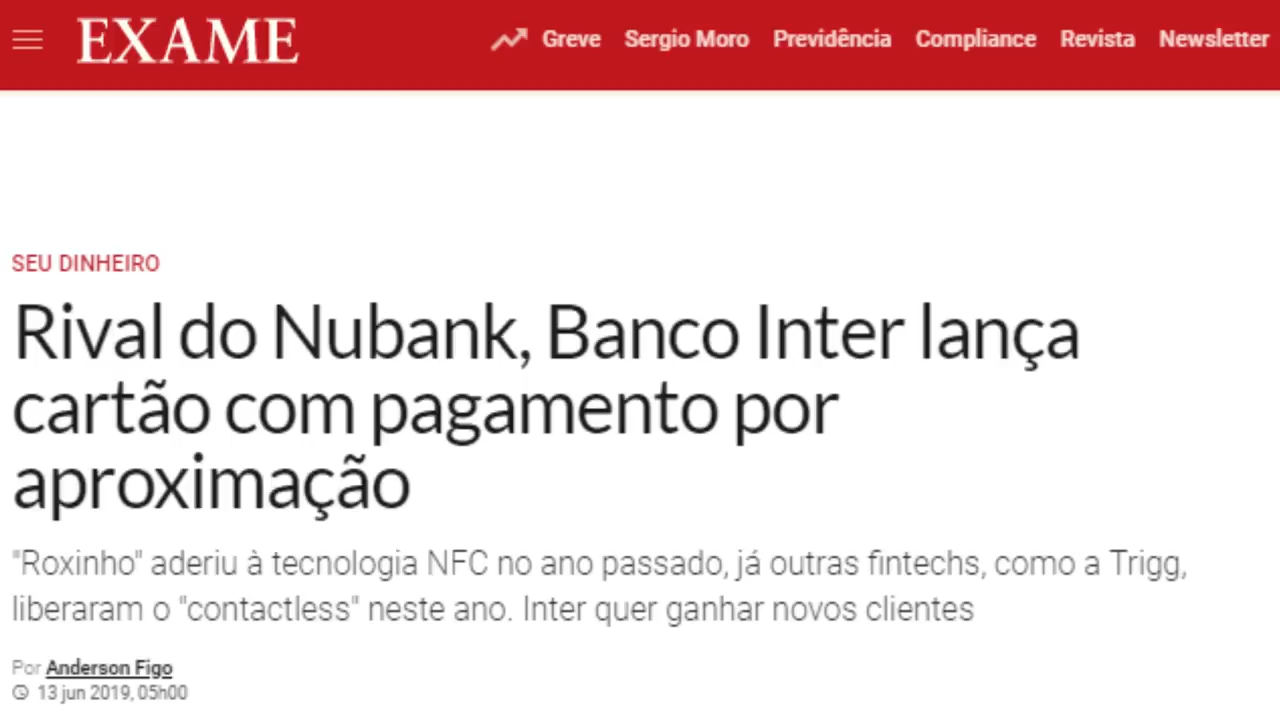 EXAME
Greve Sergio Moro Previdência Compliance Revista Newsletter
SEU DINHEIRO
Rival do Nubank, Banco Inter lança
cartão com pagamento por
aproximação
"Roxinho" aderiu à tecnologia NFC no ano passado, já outras fintechs, como a Trigg,
liberaram o "contactless" neste ano. Inter quer ganhar novos clientes
Por Anderson Figo
13 jun 2019, 05h00